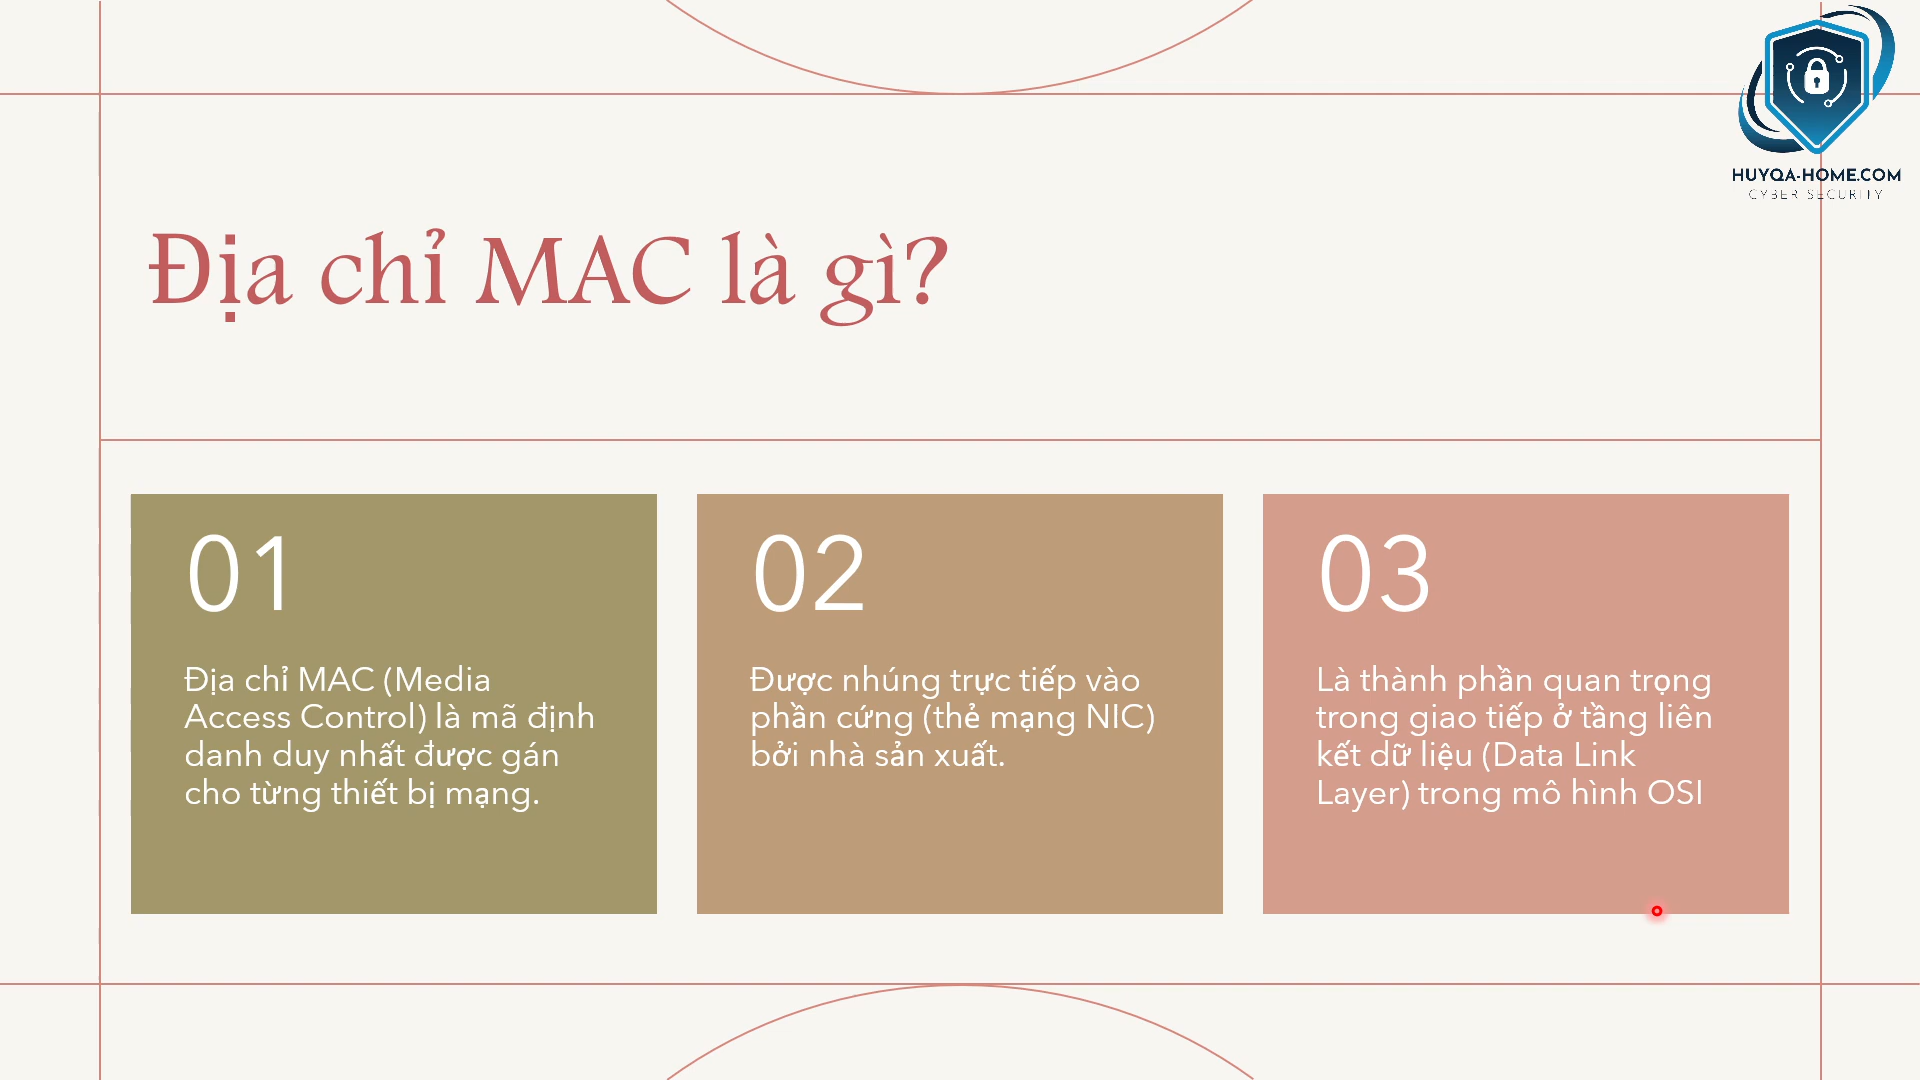 HUYQA-HOME.COM
CYBER SECURITY
Địa chỉ MAC là gì?
01
Địa chỉ MAC (Media
Access Control) là mã định
danh duy nhất được gán
cho từng thiết bị mạng.
02
Được nhúng trực tiếp vào
phần cứng (thẻ mạng NIC)
bởi nhà sản xuất.
03
Là thành phần quan trọng
trong giao tiếp ở tầng liên
kết dữ liệu (Data Link
Layer) trong mô hình OSI